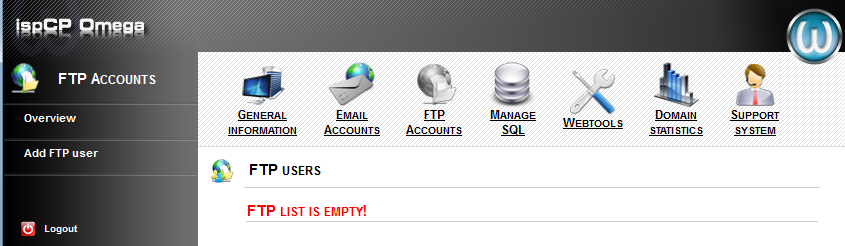 ispCP Omega
FTP ACCOUNTS
Overview
Add FTP user
Logout
GENERAL
INFORMATION
EMAIL
ACCOUNTS
FTP
ACCOUNTS
MANAGE
SQL
WEBTOOLS
DOMAIN
STATISTICS
SUPPORT
SYSTEM
FTP USERS
FTP LIST IS EMPTY!